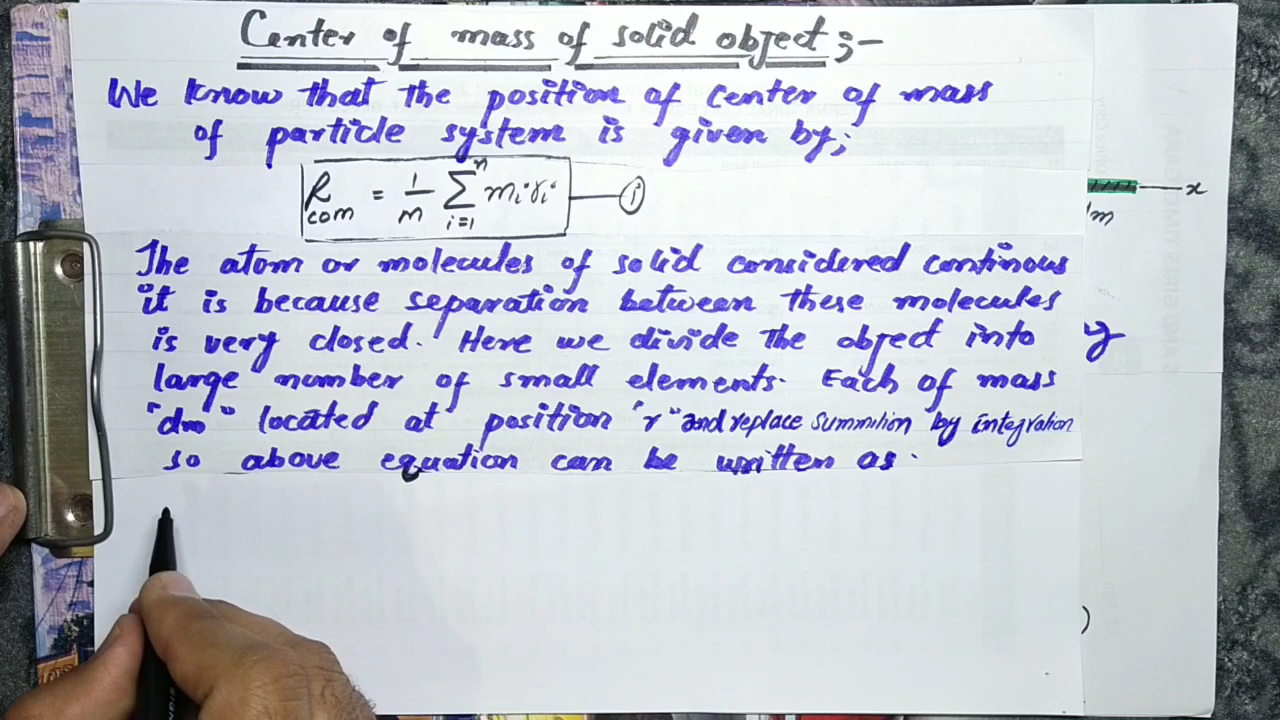 Center of mass of solid object ;-
We know that the position of center of mass
of particle system is given by;
R com = 1/m Σ i=1 n mi ri — (i)
x
m
The atom or molecules of solid considered continous
it is because separation between these molecules
is very closed. Here we divide the object into
y
large number of small elements. Each of mass
"dm" located at position "r" and replace summition by integration
so above equation can be written as.
)